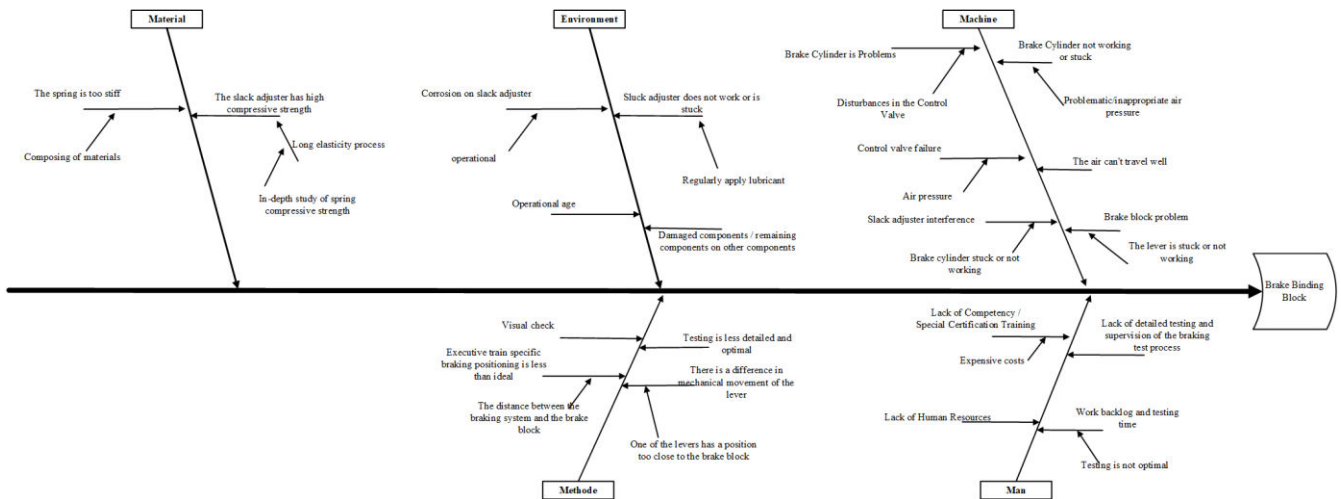 Material
Environment
Machine
Brake Cylinder is Problems
Brake Cylinder not working
or stuck
Disturbances in the Control
Valve
Problematic/inappropriate air
pressure
The spring is too stiff
The slack adjuster has high
compressive strength
Composing of materials
Long elasticity process
In-depth study of spring
compressive strength
Corrosion on slack adjuster
Sluck adjuster does not work or is
stuck
operational
Regularly apply lubricant
Operational age
Damaged components / remaining
components on other components
Control valve failure
The air can't travel well
Air pressure
Slack adjuster interference
Brake block problem
Brake cylinder stuck or not
working
The lever is stuck or not
working
Brake Binding
Block
Visual check
Testing is less detailed and
optimal
Executive train specific
braking positioning is less
than ideal
There is a difference in
mechanical movement of the
lever
The distance between the
braking system and the brake
block
One of the levers has a position
too close to the brake block
Lack of Competency /
Special Certification Training
Lack of detailed testing and
supervision of the braking
test process
Expensive costs
Lack of Human Resources
Work backlog and testing
time
Testing is not optimal
Methode
Man